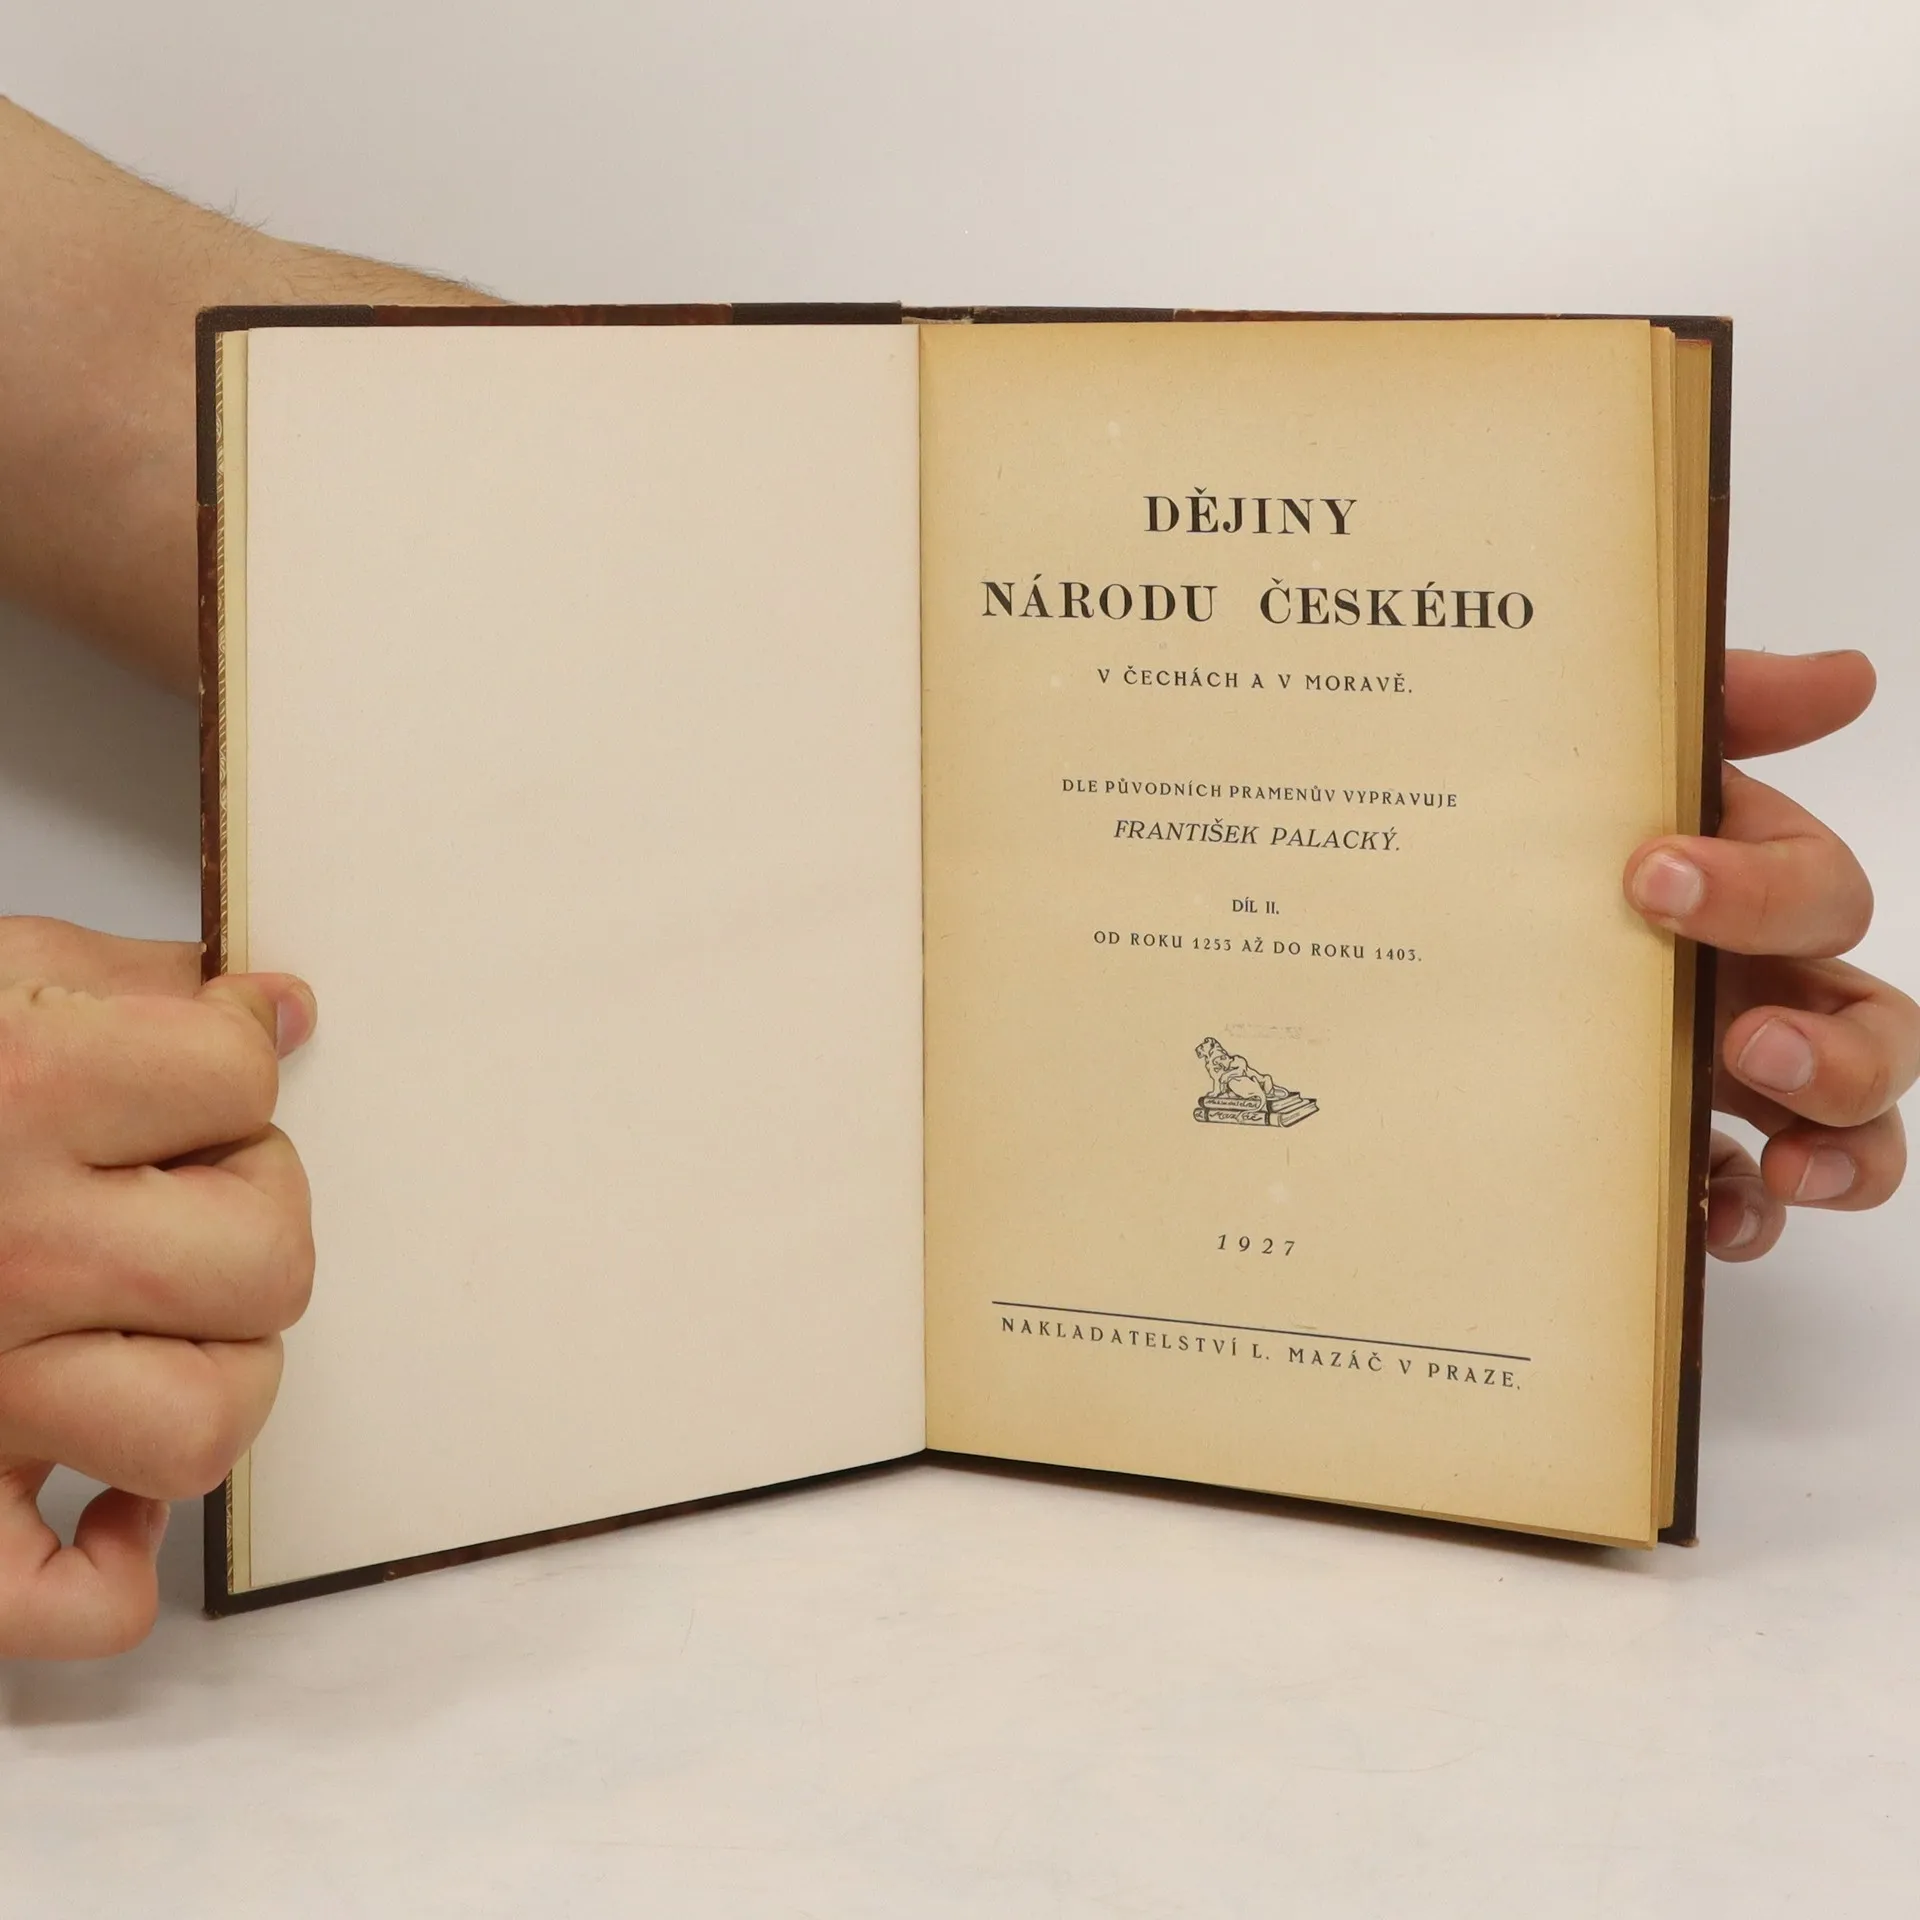 DĚJINY
NÁRODU ČESKÉHO
V ČECHÁCH A V MORAVĚ.
DLE PŮVODNÍCH PRAMENŮV VYPRAVUJE
FRANTIŠEK PALACKÝ.
DÍL II.
OD ROKU 1253 AŽ DO ROKU 1403.
L. Mazáč
1927
NAKLADATELSTVÍ L. MAZÁČ V PRAZE.